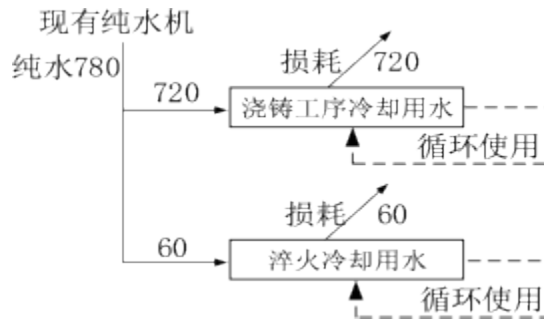 现有纯水机
纯水780
损耗 720
720
浇铸工序冷却用水
循环使用
损耗 60
60
淬火冷却用水
循环使用